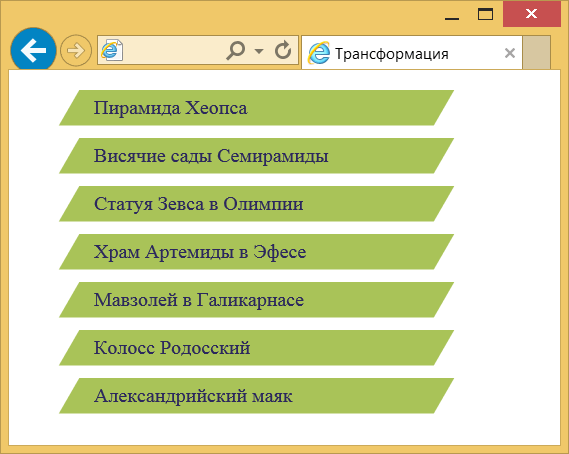 Трансформация
Пирамида Хеопса
Висячие сады Семирамиды
Статуя Зевса в Олимпии
Храм Артемиды в Эфесе
Мавзолей в Галикарнасе
Колосс Родосский
Александрийский маяк